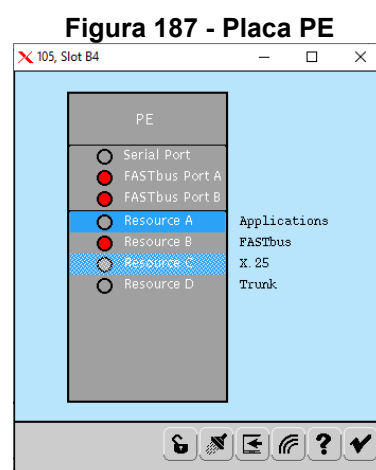 Figura 187 - Placa PE
105, Slot B4
PE
Serial Port
FASTbus Port A
FASTbus Port B
Resource A Applications
Resource B FASTbus
Resource C X.25
Resource D Trunk
?